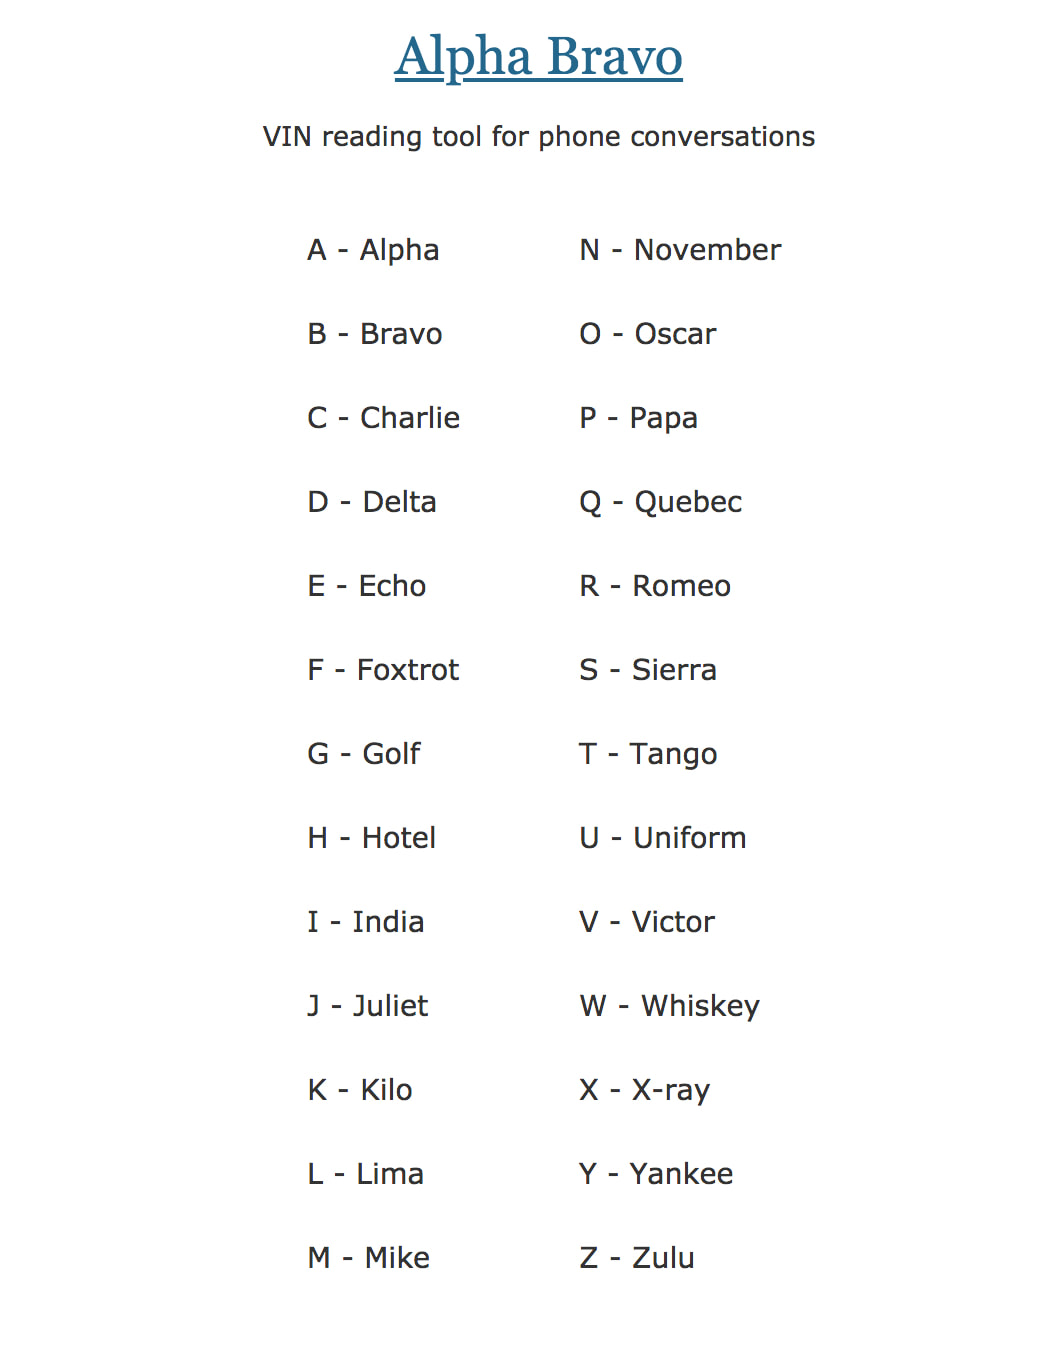 Alpha Bravo
VIN reading tool for phone conversations
A - Alpha
B - Bravo
C - Charlie
D - Delta
E - Echo
F - Foxtrot
G - Golf
H - Hotel
I - India
J - Juliet
K - Kilo
L - Lima
M - Mike
N - November
O - Oscar
P - Papa
Q - Quebec
R - Romeo
S - Sierra
T - Tango
U - Uniform
V - Victor
W - Whiskey
X - X-ray
Y - Yankee
Z - Zulu